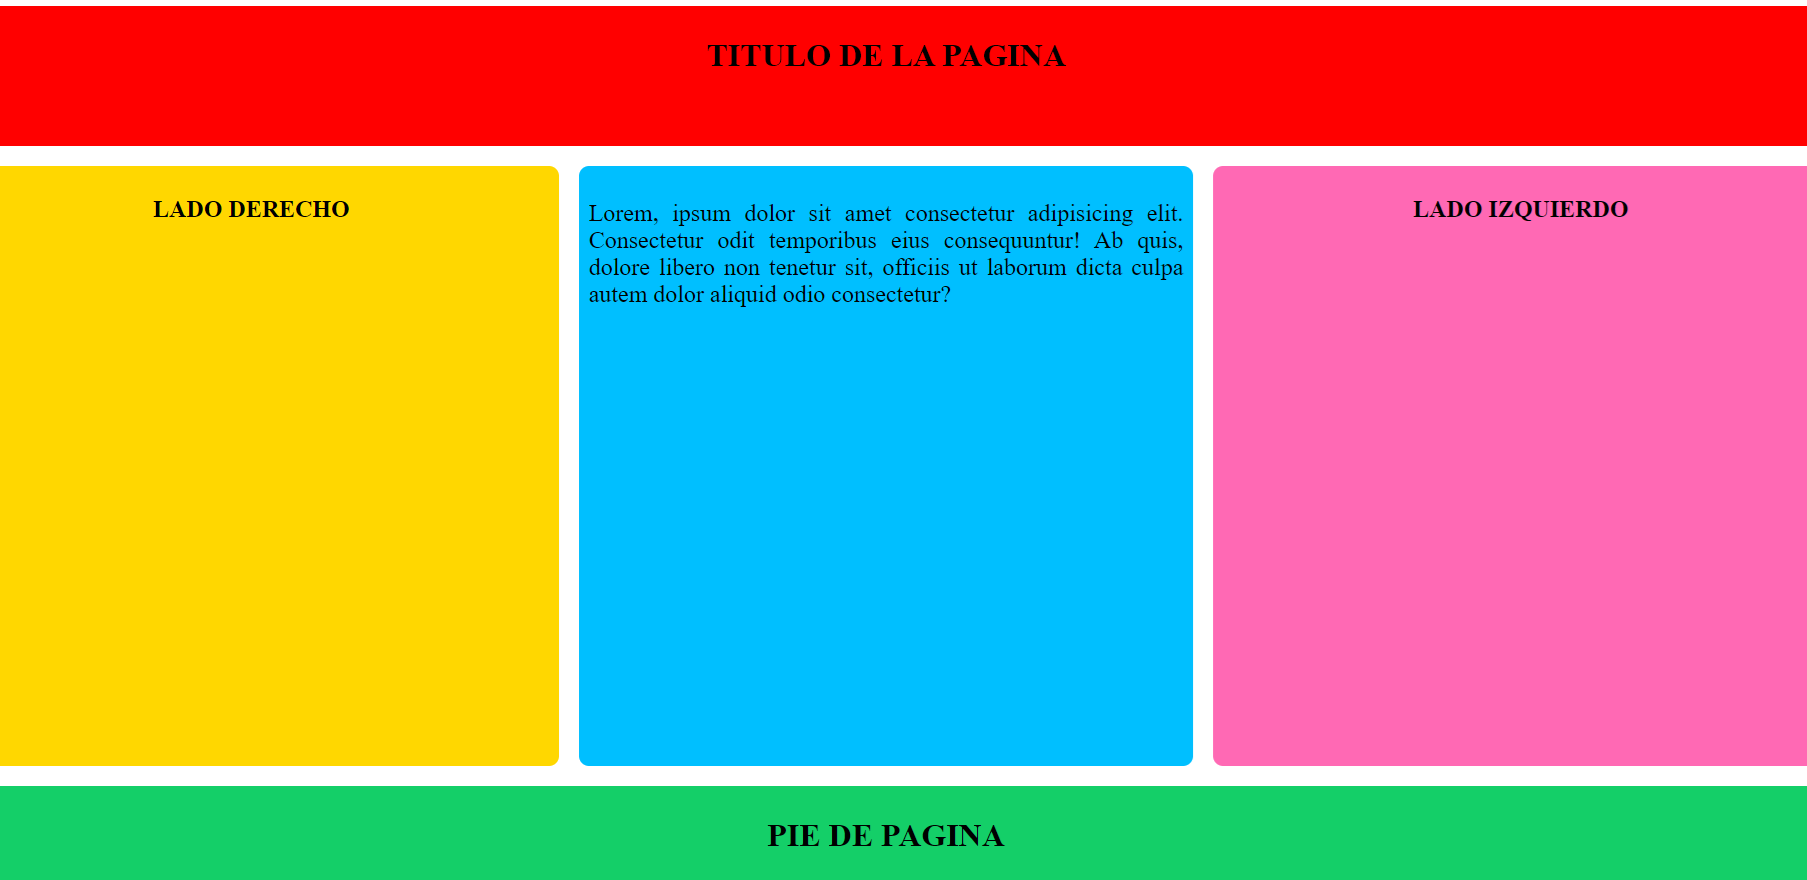 TITULO DE LA PAGINA
LADO DERECHO
Lorem, ipsum dolor sit amet consectetur adipisicing elit.
Consectetur odit temporibus eius consequuntur! Ab quis,
dolore libero non tenetur sit, officiis ut laborum dicta culpa
autem dolor aliquid odio consectetur?
LADO IZQUIERDO
PIE DE PAGINA